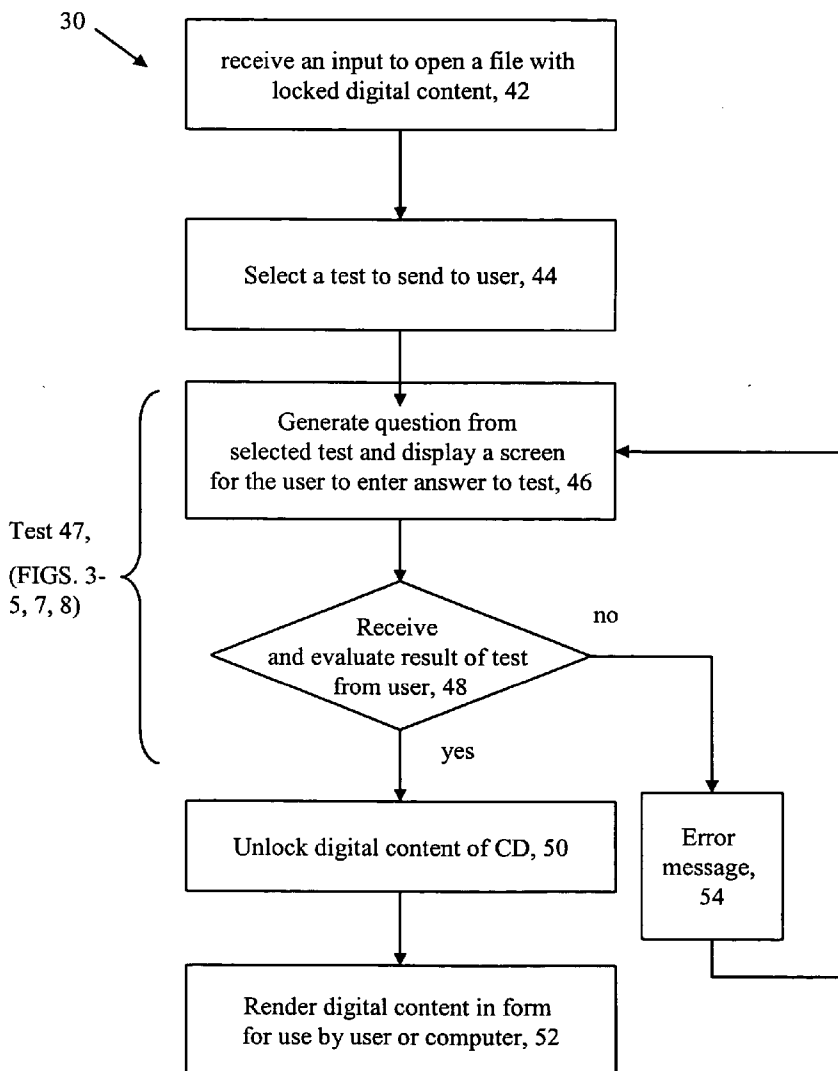 30
receive an input to open a file with
locked digital content, 42
Select a test to send to user, 44
Generate question from
selected test and display a screen
for the user to enter answer to test, 46
Test 47,
(FIGS. 3-
5, 7, 8)
Receive
and evaluate result of test
from user, 48
no
yes
Unlock digital content of CD, 50
Error
message,
54
Render digital content in form
for use by user or computer, 52